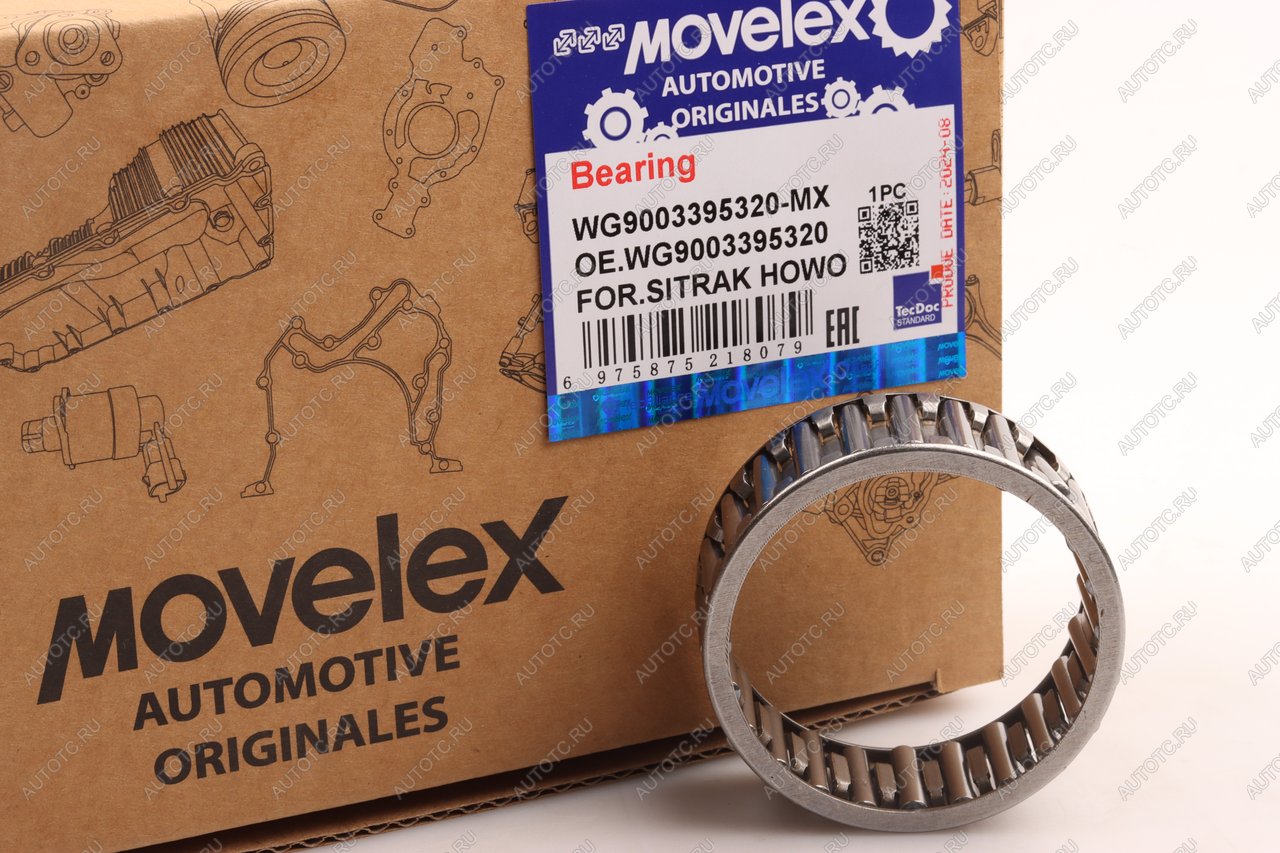 MOVELEX
AUTOMOTIVE
ORIGINALES
Bearing
WG9003395320-MX
1PC
OE.WG9003395320
FOR.SITRAK HOWO
PRODUE DATE:2024-08
TecDoc
STANDARD
EAC
6 975875 218079
MOVELEX
MOVELEX
AUTOMOTIVE
ORIGINALES
AUTOTC.RU